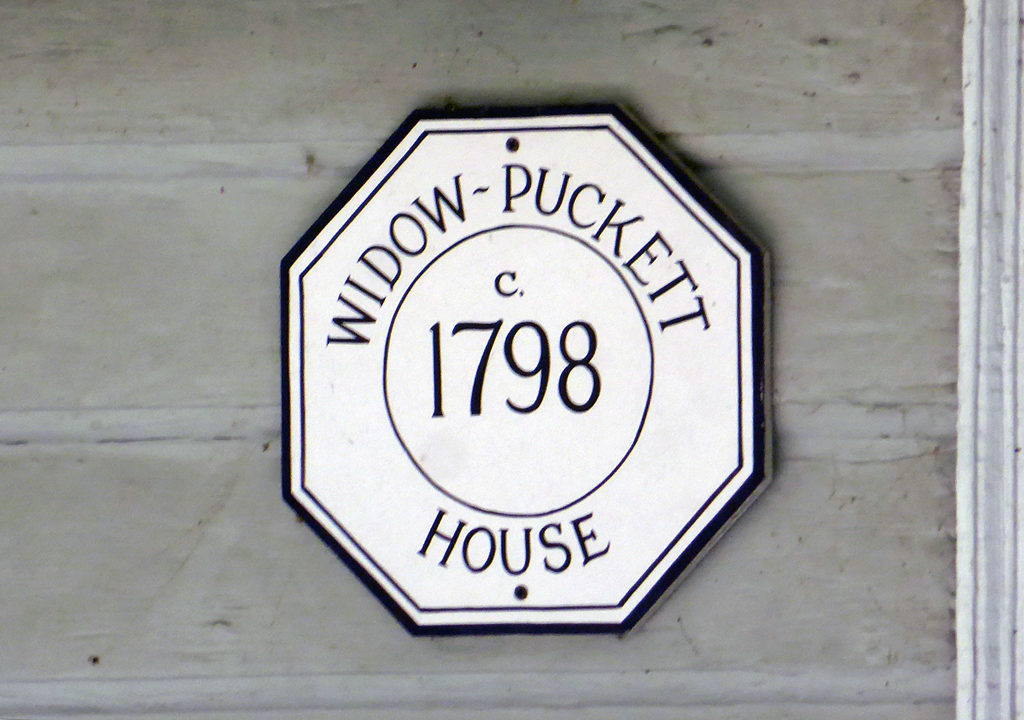 WIDOW-PUCKETT
c.
1798
HOUSE